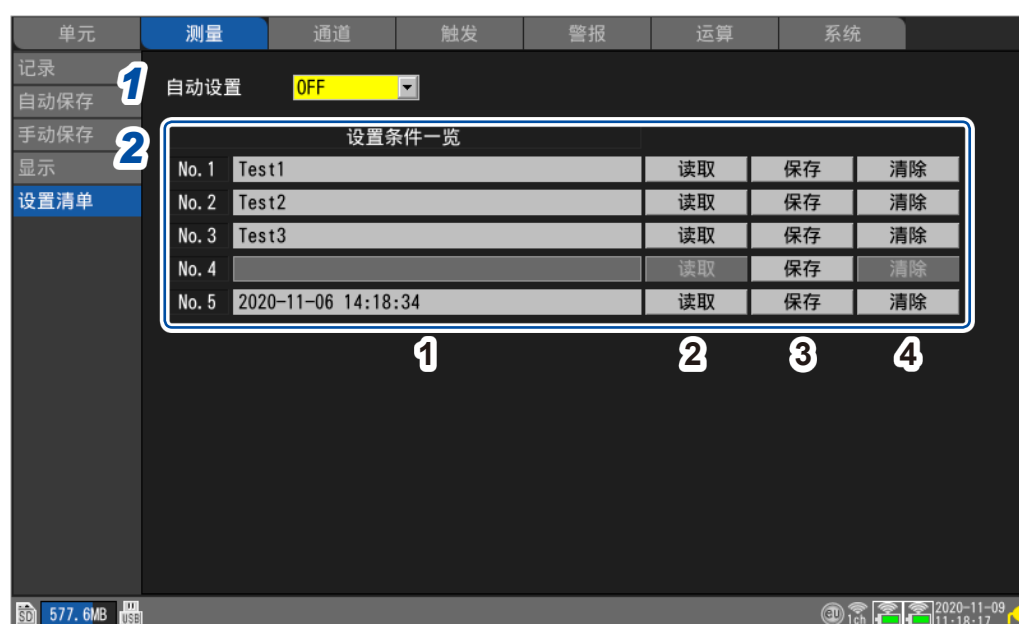 单元 测量 通道 触发 警报 运算 系统
记录
自动保存
手动保存
显示
设置清单
1 自动设置 OFF
2 设置条件一览
No. 1 Test1 读取 保存 清除
No. 2 Test2 读取 保存 清除
No. 3 Test3 读取 保存 清除
No. 4 读取 保存 清除
No. 5 2020-11-06 14:18:34 读取 保存 清除
1 2 3 4
SD 577.6MB USB eu 1ch 2020-11-09
11:18:17